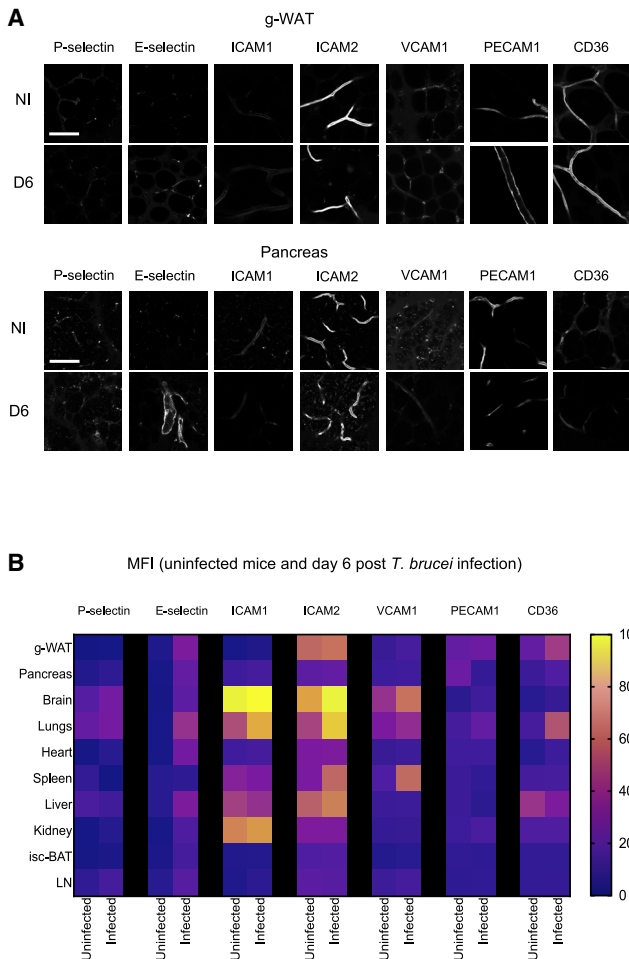 A
g-WAT
P-selectin E-selectin ICAM1 ICAM2 VCAM1 PECAM1 CD36
NI
D6
Pancreas
P-selectin E-selectin ICAM1 ICAM2 VCAM1 PECAM1 CD36
NI
D6
B
MFI (uninfected mice and day 6 post T. brucei infection)
P-selectin E-selectin ICAM1 ICAM2 VCAM1 PECAM1 CD36
g-WAT
Pancreas
Brain
Lungs
Heart
Spleen
Liver
Kidney
isc-BAT
LN
80
60
40
20
0
Uninfected Infected Uninfected Infected Uninfected Infected Uninfected Infected Uninfected Infected Uninfected Infected Uninfected Infected